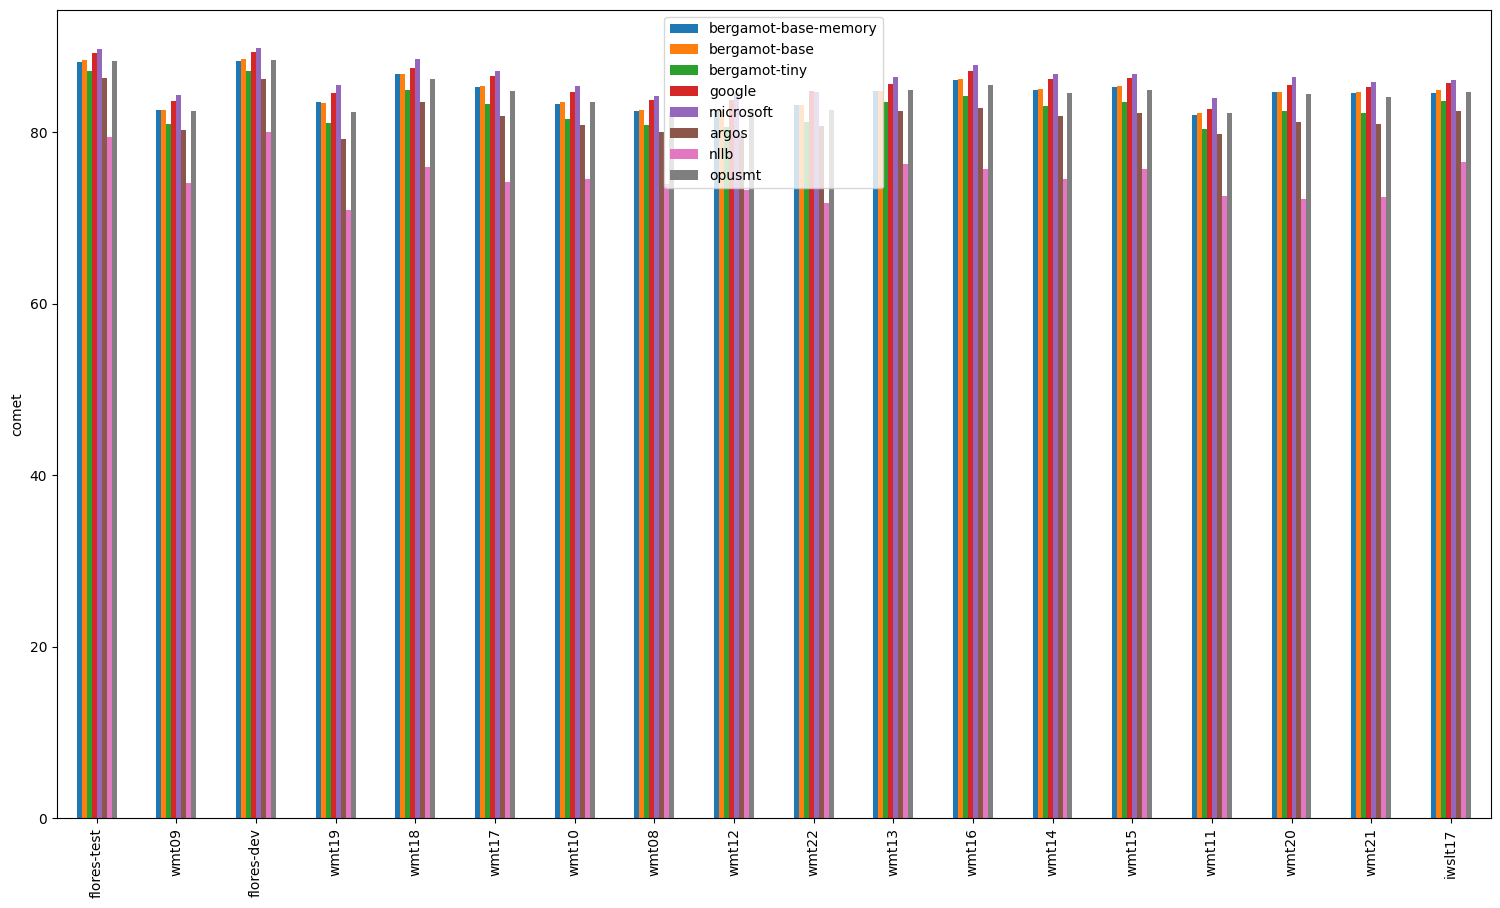 bergamot-base-memory
bergamot-base
bergamot-tiny
google
microsoft
argos
nllb
opusmt
comet
80
60
40
20
0
flores-test
wmt09
flores-dev
wmt19
wmt18
wmt17
wmt10
wmt08
wmt12
wmt22
wmt13
wmt16
wmt14
wmt15
wmt11
wmt20
wmt21
iwslt17